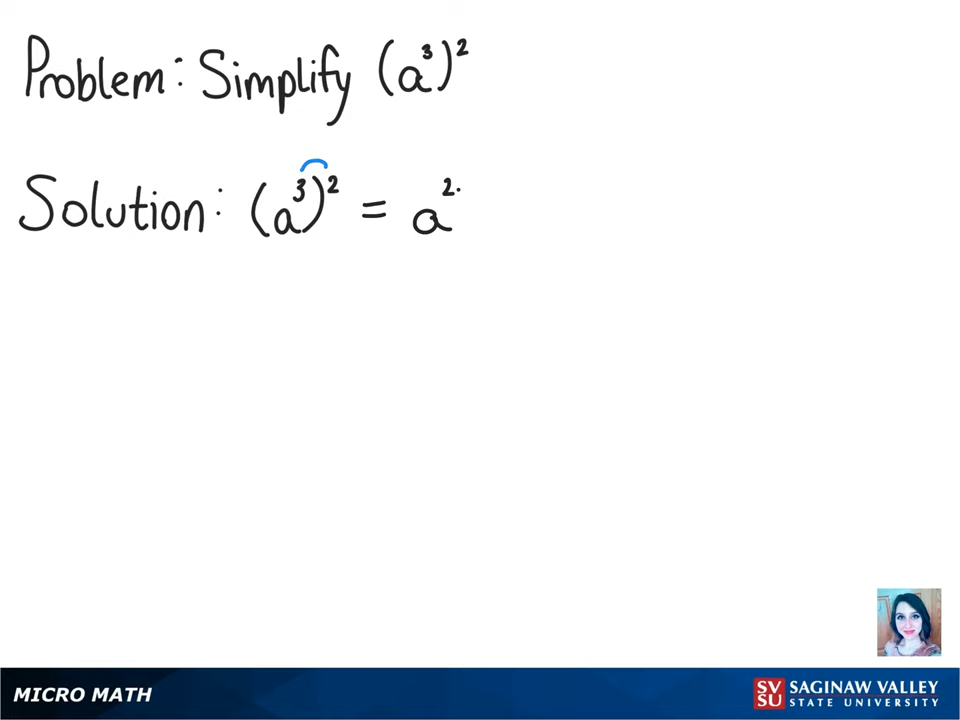 Problem: Simplify (a³)²
Solution: (a³)² = a²·
MICRO MATH
SV
SU
SAGINAW VALLEY
STATE UNIVERSITY